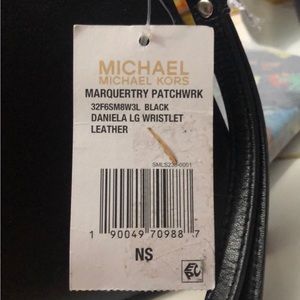 MICHAEL
MICHAEL KORS
MARQUERTRY PATCHWRK
32F6SM8W3L BLACK
DANIELA LG WRISTLET
LEATHER
1 90049 70988 7
NS